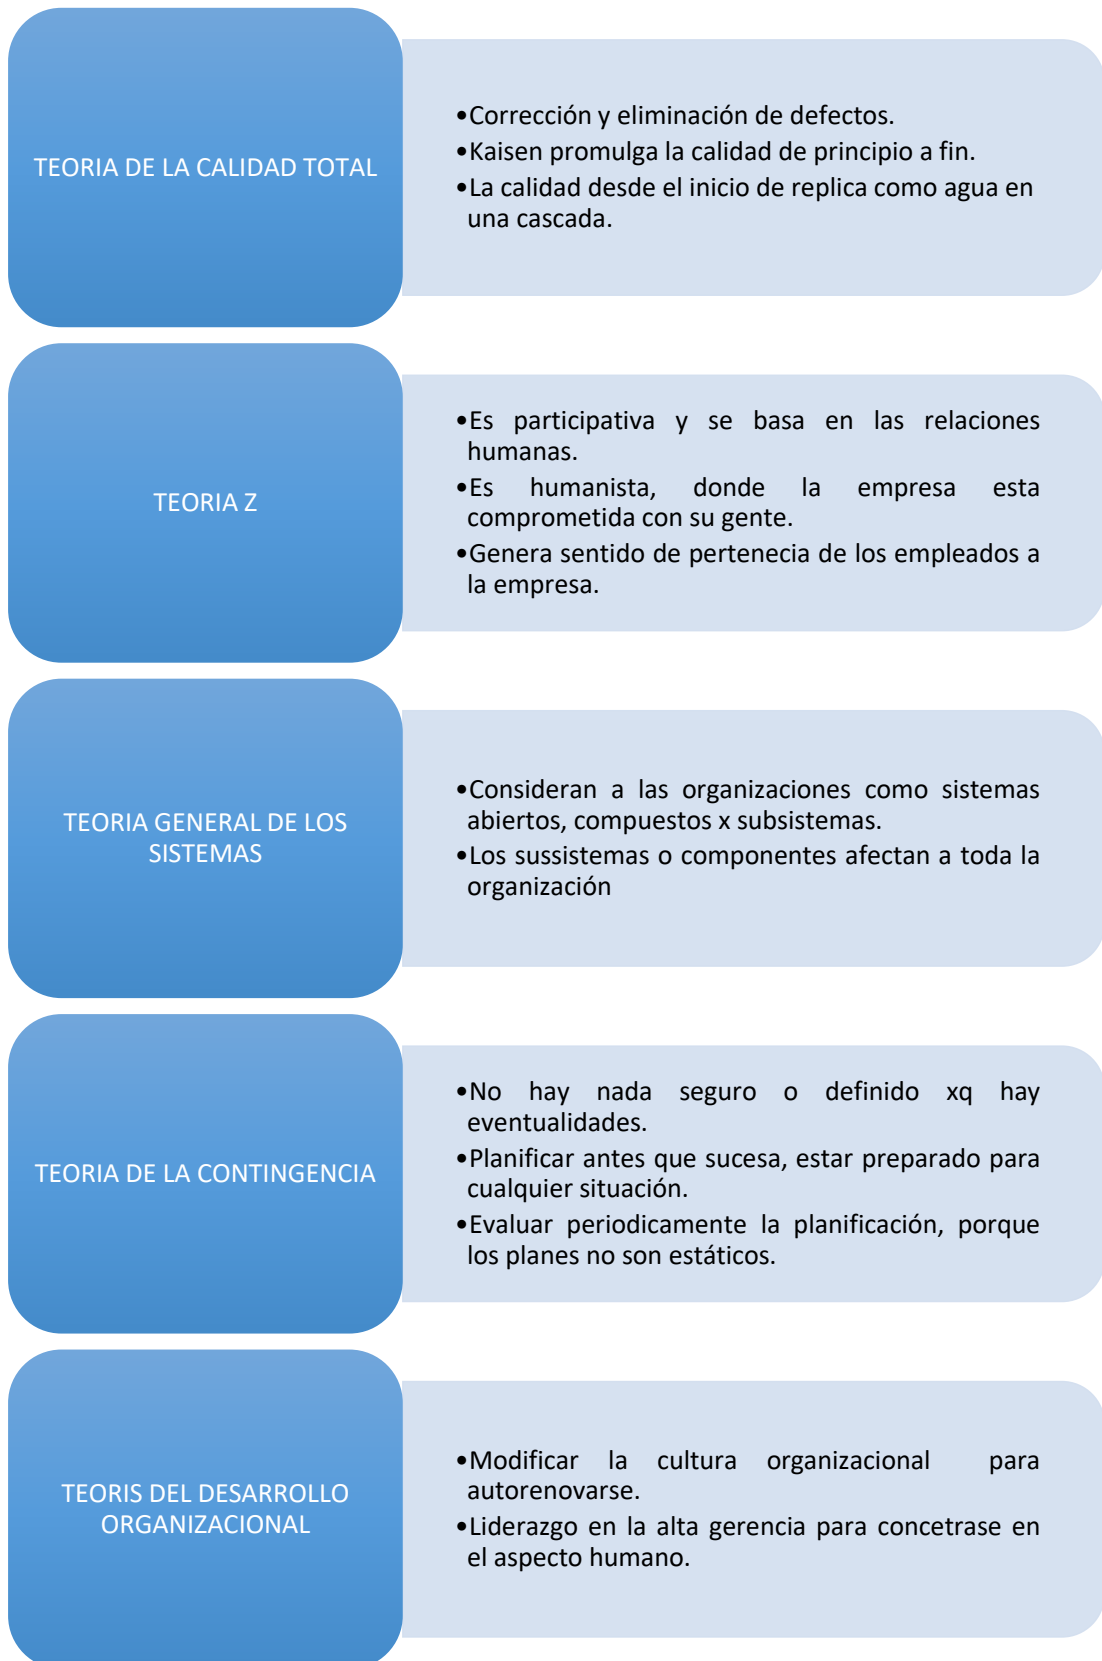 TEORIA DE LA CALIDAD TOTAL
•Corrección y eliminación de defectos.
•Kaisen promulga la calidad de principio a fin.
•La calidad desde el inicio de replica como agua en
una cascada.
TEORIA Z
•Es participativa y se basa en las relaciones
humanas.
•Es humanista, donde la empresa esta
comprometida con su gente.
•Genera sentido de pertenecia de los empleados a
la empresa.
TEORIA GENERAL DE LOS
SISTEMAS
•Consideran a las organizaciones como sistemas
abiertos, compuestos x subsistemas.
•Los sussistemas o componentes afectan a toda la
organización
TEORIA DE LA CONTINGENCIA
•No hay nada seguro o definido xq hay
eventualidades.
•Planificar antes que sucesa, estar preparado para
cualquier situación.
•Evaluar periodicamente la planificación, porque
los planes no son estáticos.
TEORIS DEL DESARROLLO
ORGANIZACIONAL
•Modificar la cultura organizacional para
autorenovarse.
•Liderazgo en la alta gerencia para concetrase en
el aspecto humano.